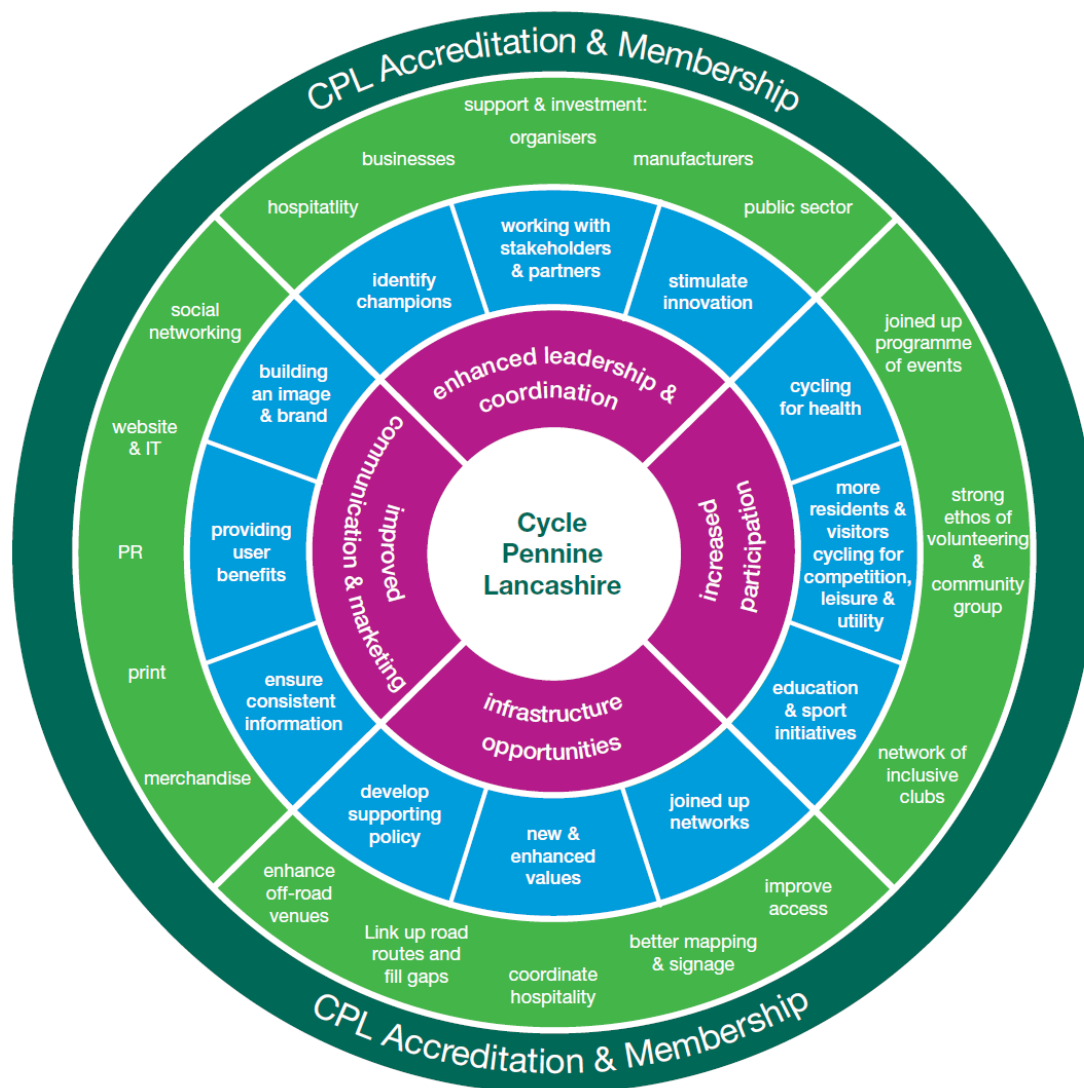 CPL Accreditation & Membership
support & investment:
organisers
businesses
manufacturers
hospitatlity
public sector
working with
stakeholders
& partners
identify
champions
stimulate
innovation
enhanced leadership &
coordination
social
networking
website
& IT
PR
print
merchandise
building
an image
& brand
providing
user
benefits
ensure
consistent
information
improved
communication & marketing
Cycle
Pennine
Lancashire
increased
participation
cycling
for health
more
residents &
visitors
cycling for
competition,
leisure &
utility
education
& sport
initiatives
joined up
programme
of events
strong
ethos of
volunteering
&
community
group
network of
inclusive
clubs
infrastructure
opportunities
develop
supporting
policy
new &
enhanced
values
joined up
networks
enhance
off-road
venues
Link up road
routes and
fill gaps
coordinate
hospitality
better mapping
& signage
improve
access
CPL Accreditation & Membership